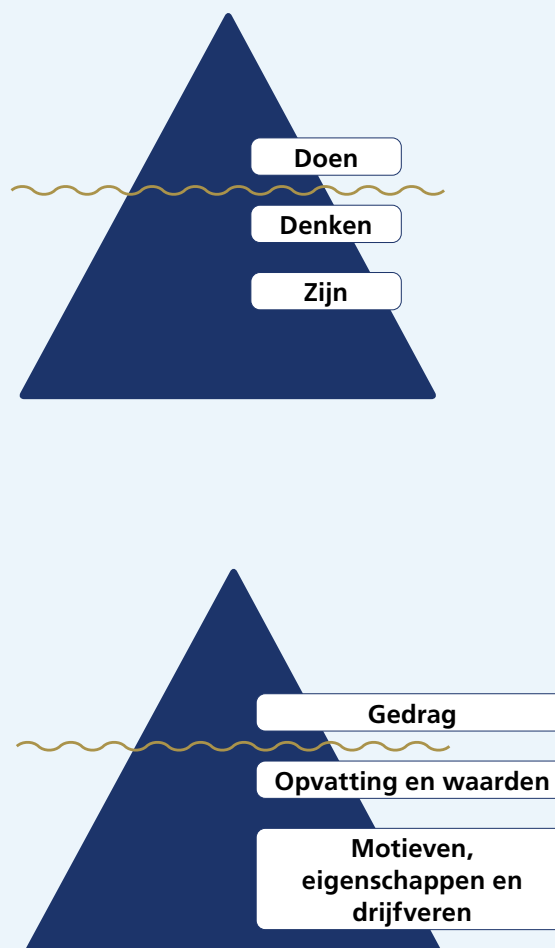 Doen
Denken
Zijn
Gedrag
Opvatting en waarden
Motieven,
eigenschappen en
drijfveren